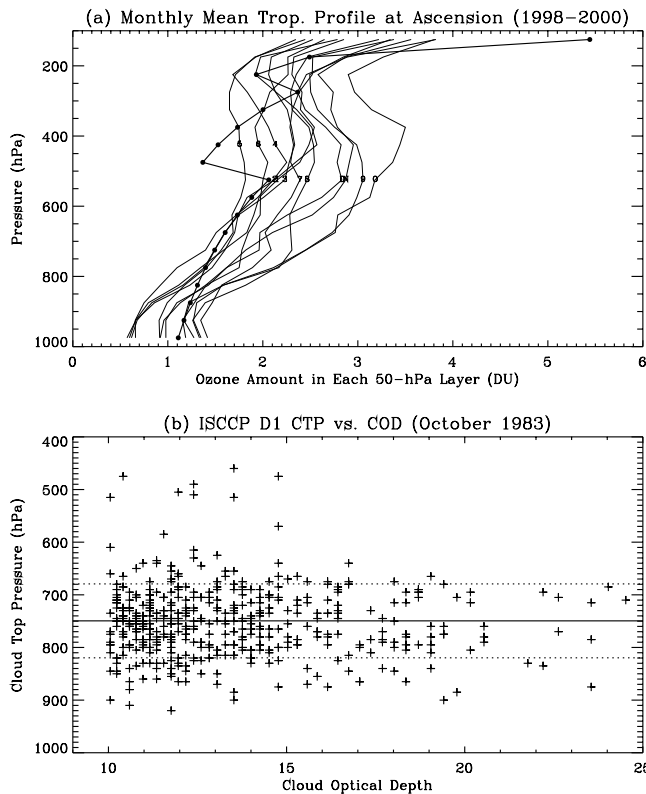 (a) Monthly Mean Trop. Profile at Ascension (1998-2000)
200
400
600
800
1000
Pressure (hPa)
5 6 4
2 3 7 8 N 9 0
0 1 2 3 4 5 6
Ozone Amount in Each 50-hPa Layer (DU)
(b) ISCCP D1 CTP vs. COD (October 1983)
400
500
600
700
800
900
1000
Cloud Top Pressure (hPa)
10 15 20 25
Cloud Optical Depth